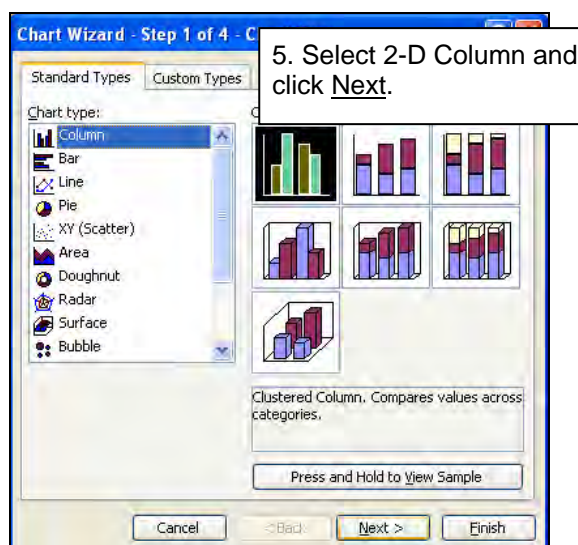 Chart Wizard - Step 1 of 4 - C
5. Select 2-D Column and
click Next.
Standard Types
Custom Types
Chart type:
C
Column
Bar
Line
Pie
XY (Scatter)
Area
Doughnut
Radar
Surface
Bubble
Clustered Column. Compares values across
categories.
Press and Hold to View Sample
Cancel
< Back
Next >
Finish